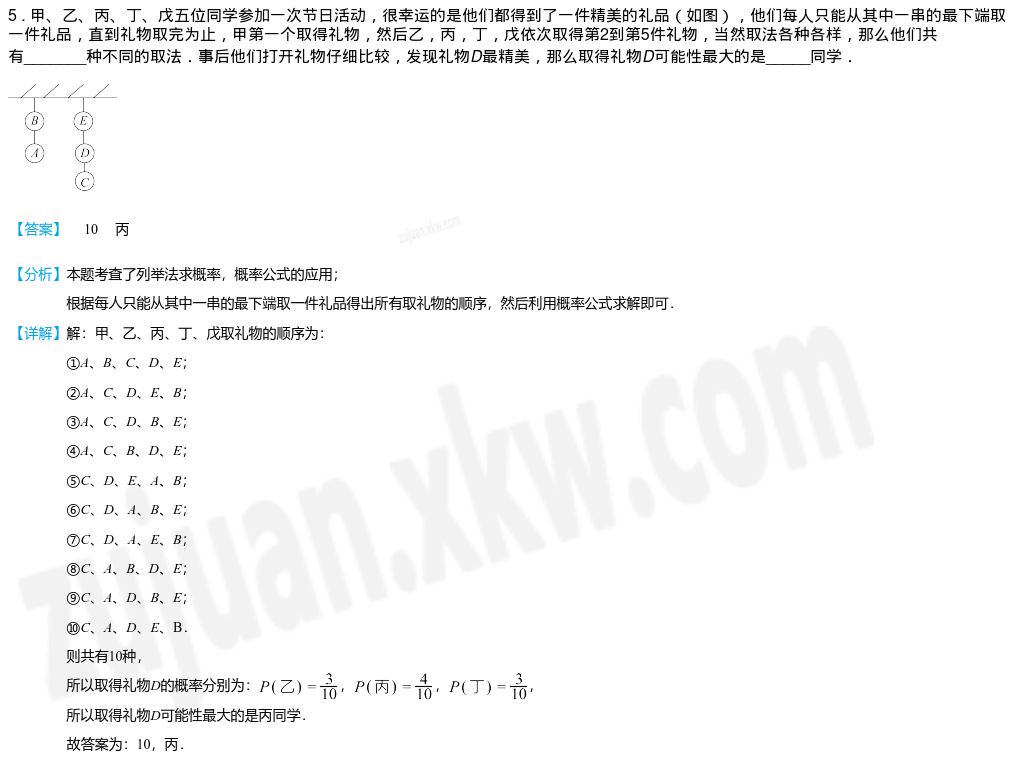 5．甲、乙、丙、丁、戊五位同学参加一次节日活动，很幸运的是他们都得到了一件精美的礼品（如图），他们每人只能从其中一串的最下端取
一件礼品，直到礼物取完为止，甲第一个取得礼物，然后乙，丙，丁，戊依次取得第2到第5件礼物，当然取法各种各样，那么他们共
有________种不同的取法．事后他们打开礼物仔细比较，发现礼物D最精美，那么取得礼物D可能性最大的是______同学．
B E
A D
C
【答案】 10 丙
zujuan.xkw.com
【分析】本题考查了列举法求概率，概率公式的应用；
根据每人只能从其中一串的最下端取一件礼品得出所有取礼物的顺序，然后利用概率公式求解即可．
【详解】解：甲、乙、丙、丁、戊取礼物的顺序为：
①A、B、C、D、E；
②A、C、D、E、B；
③A、C、D、B、E；
④A、C、B、D、E；
⑤C、D、E、A、B；
⑥C、D、A、B、E；
⑦C、D、A、E、B；
⑧C、A、B、D、E；
⑨C、A、D、B、E；
⑩C、A、D、E、B．
则共有10种，
所以取得礼物D的概率分别为：P(乙)=3/10，P(丙)=4/10，P(丁)=3/10，
所以取得礼物D可能性最大的是丙同学．
故答案为：10，丙．
zujuan.xkw.com